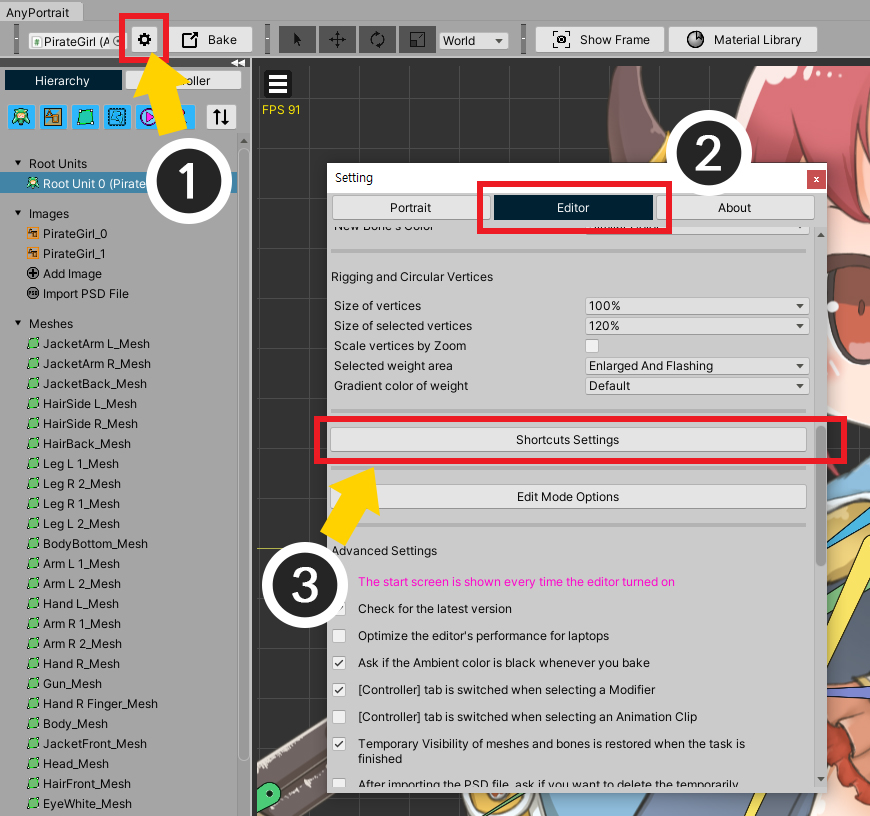 AnyPortrait
PirateGirl (A
Bake
World
Show Frame
Material Library
Hierarchy
oller
FPS 91
1
2
Root Units
Root Unit 0 (Pirate
Images
PirateGirl_0
PirateGirl_1
Add Image
Import PSD File
Meshes
JacketArm L_Mesh
JacketArm R_Mesh
JacketBack_Mesh
HairSide L_Mesh
HairSide R_Mesh
HairBack_Mesh
Leg L 1_Mesh
Leg R 2_Mesh
Leg R 1_Mesh
Leg L 2_Mesh
BodyBottom_Mesh
Arm L 1_Mesh
Arm L 2_Mesh
Hand L_Mesh
Arm R 1_Mesh
Arm R 2_Mesh
Hand R_Mesh
Gun_Mesh
Hand R Finger_Mesh
Body_Mesh
JacketFront_Mesh
Head_Mesh
HairFront_Mesh
EyeWhite_Mesh
Setting
x
Portrait
Editor
About
New Bone's Color
Rigging and Circular Vertices
Size of vertices 100%
Size of selected vertices 120%
Scale vertices by Zoom
Selected weight area Enlarged And Flashing
Gradient color of weight Default
Shortcuts Settings
Edit Mode Options
3
Advanced Settings
The start screen is shown every time the editor turned on
Check for the latest version
Optimize the editor's performance for laptops
Ask if the Ambient color is black whenever you bake
[Controller] tab is switched when selecting a Modifier
[Controller] tab is switched when selecting an Animation Clip
Temporary Visibility of meshes and bones is restored when the task is
finished
After importing the PSD file, ask if you want to delete the temporarily